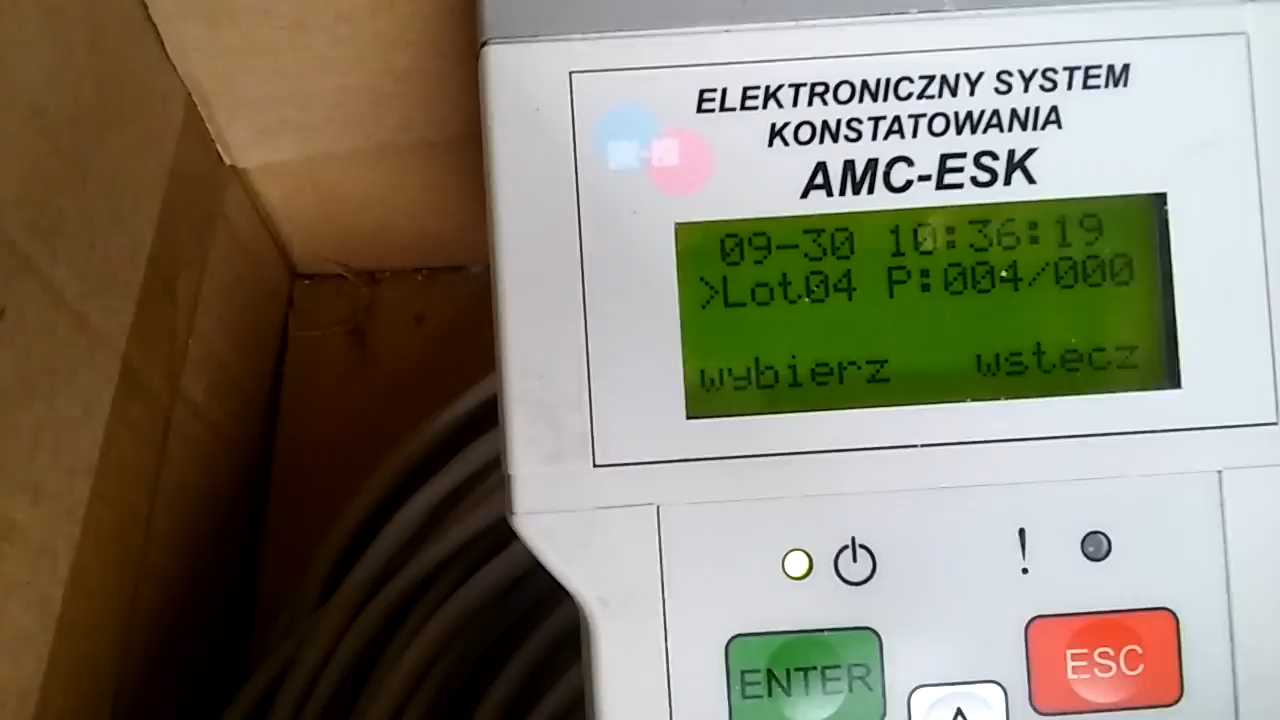 ELEKTRONICZNY SYSTEM
KONSTATOWANIA
AMC-ESK
09-30 10:36:19
>Lot04 P:004/000
wybierz wstecz
!
ENTER
ESC